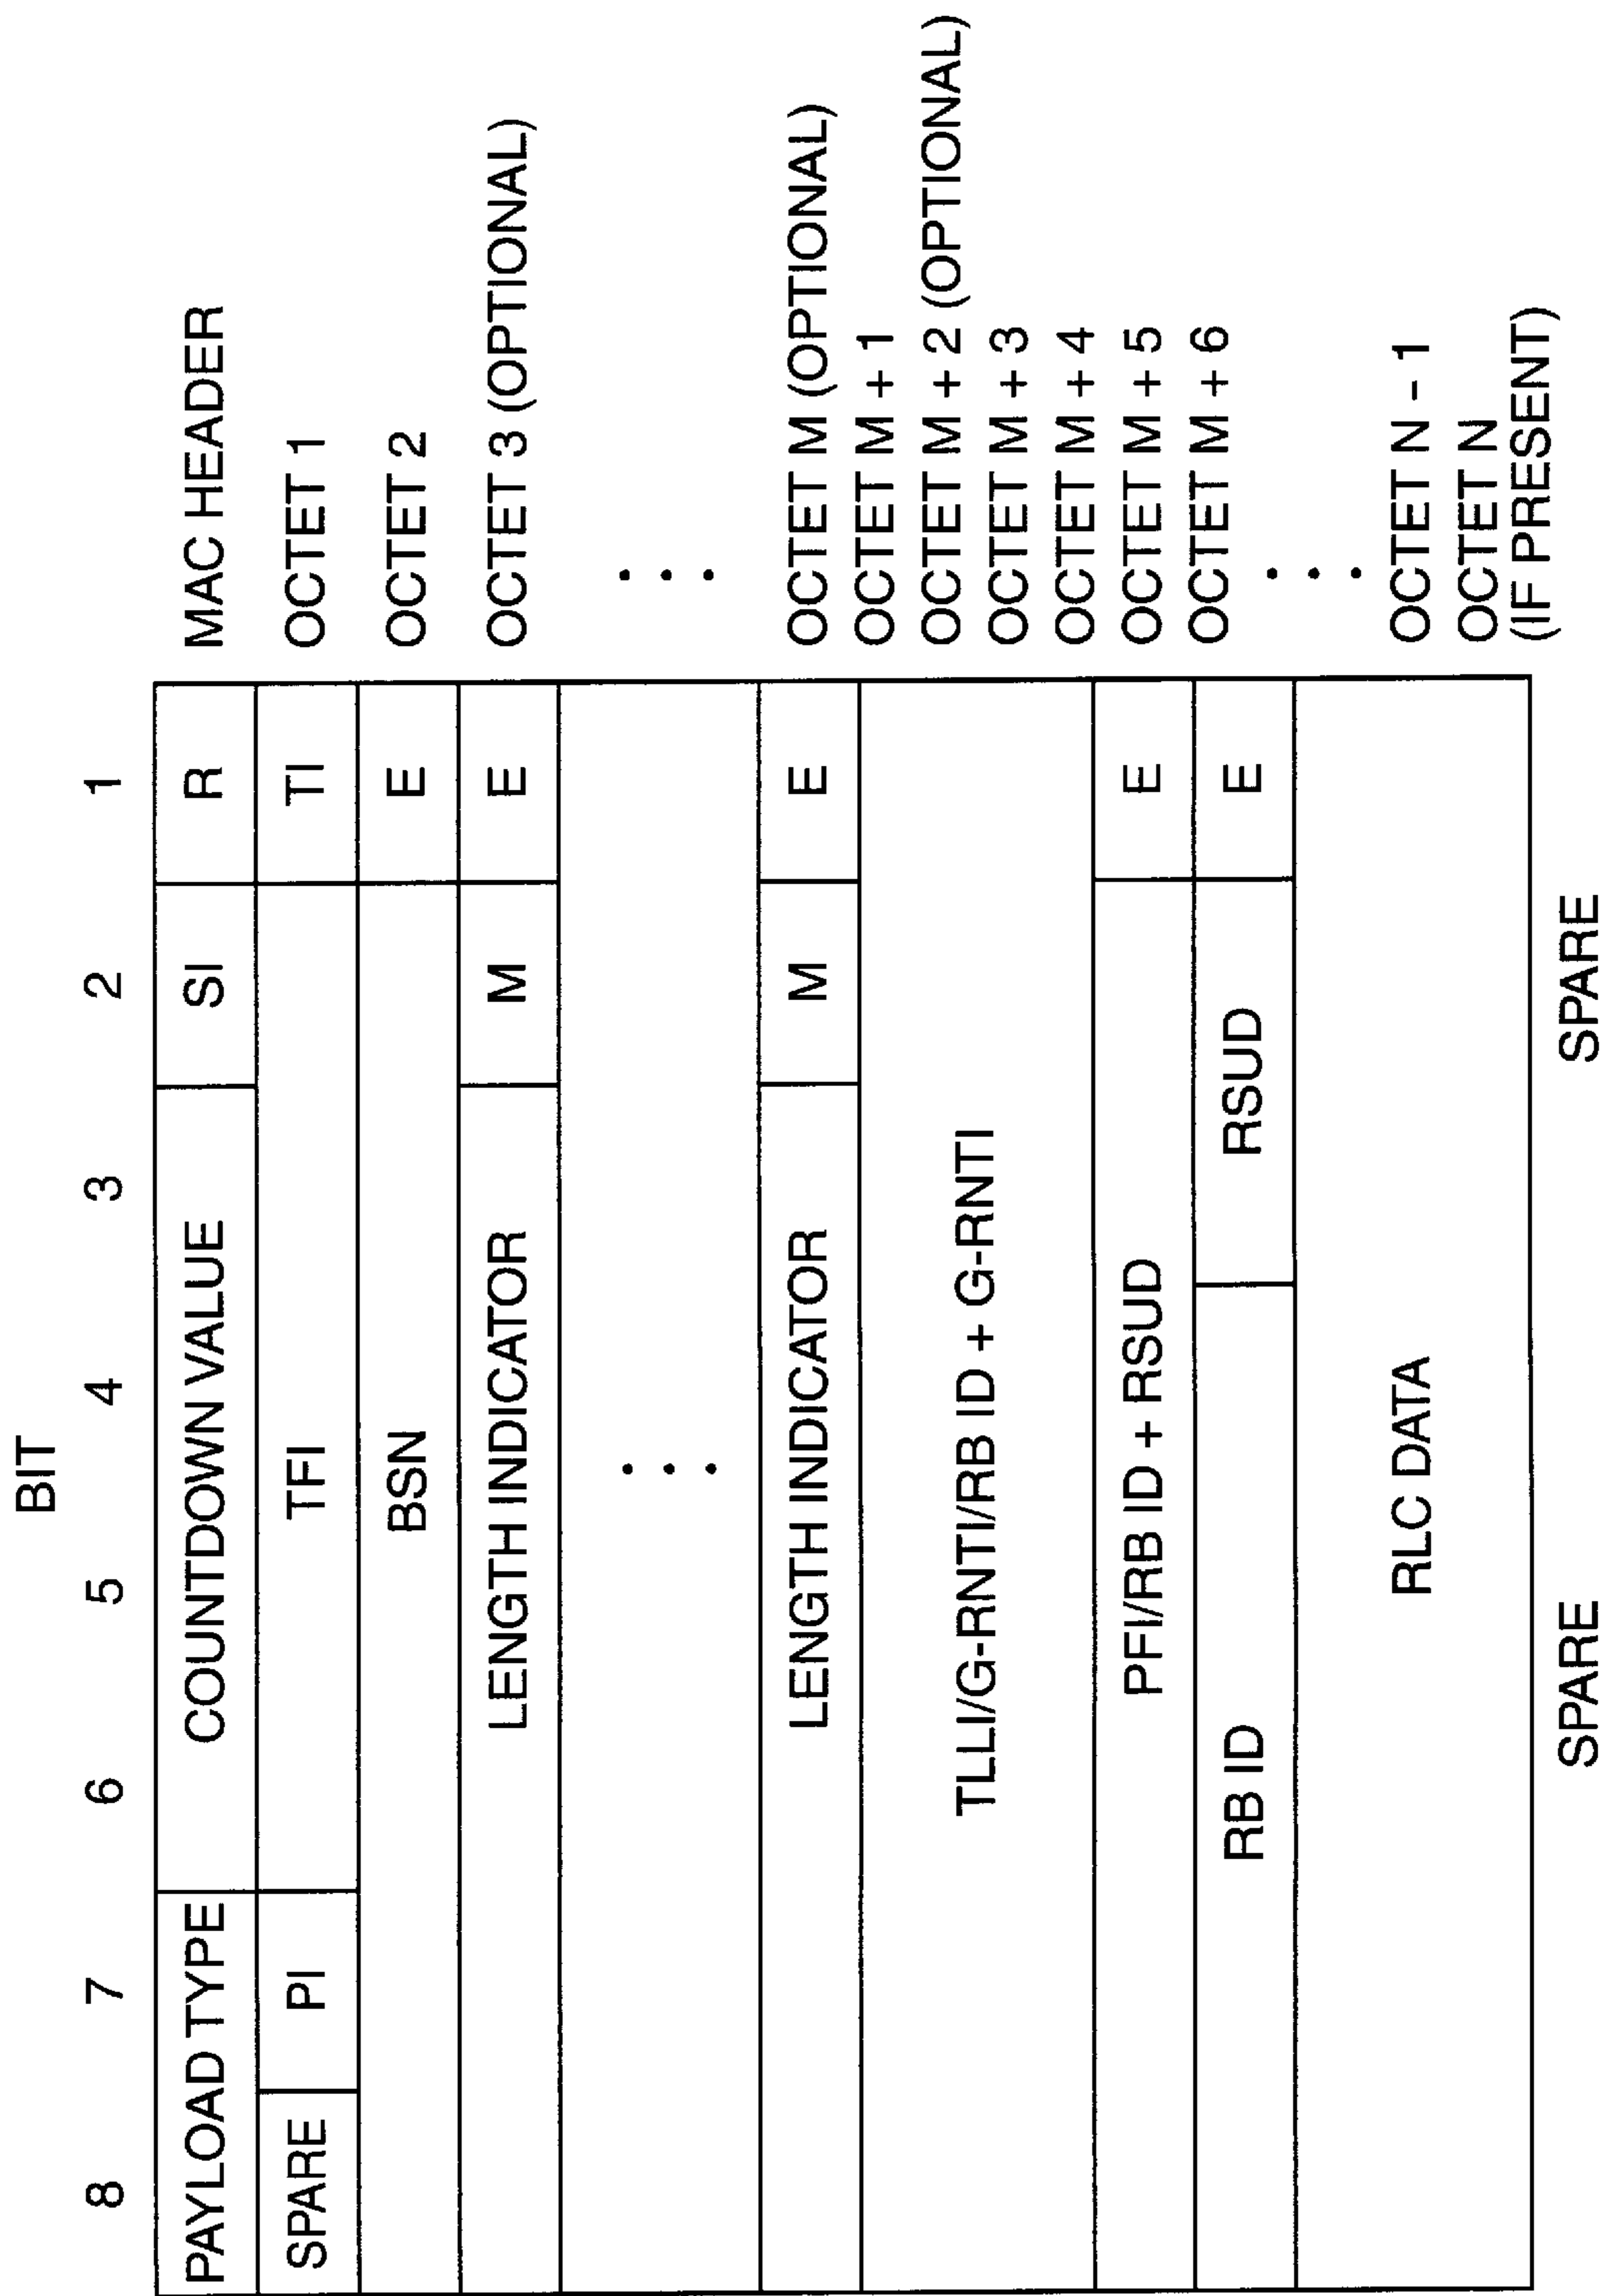 BIT
8 7 6 5 4 3 2 1
PAYLOAD TYPE COUNTDOWN VALUE SI R MAC HEADER
SPARE PI TFI TI OCTET 1
BSN E OCTET 2
LENGTH INDICATOR M E OCTET 3 (OPTIONAL)
. . . . . .
LENGTH INDICATOR M E OCTET M (OPTIONAL)
OCTET M + 1
TLLI/G-RNTI/RB ID + G-RNTI OCTET M + 2 (OPTIONAL)
OCTET M + 3
OCTET M + 4
PFI/RB ID + RSUD E OCTET M + 5
RB ID RSUD E OCTET M + 6
. . .
RLC DATA OCTET N - 1
OCTET N
(IF PRESENT)
SPARE SPARE